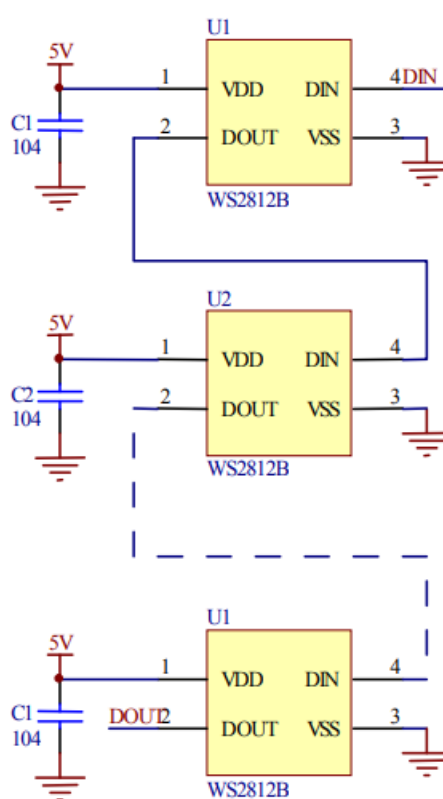 U1
5V
1 VDD DIN 4 DIN
C1
104
2 DOUT VSS 3
WS2812B
U2
5V
1 VDD DIN 4
C2
104
2 DOUT VSS 3
WS2812B
U1
5V
1 VDD DIN 4
C1
104
DOUT 2 DOUT VSS 3
WS2812B